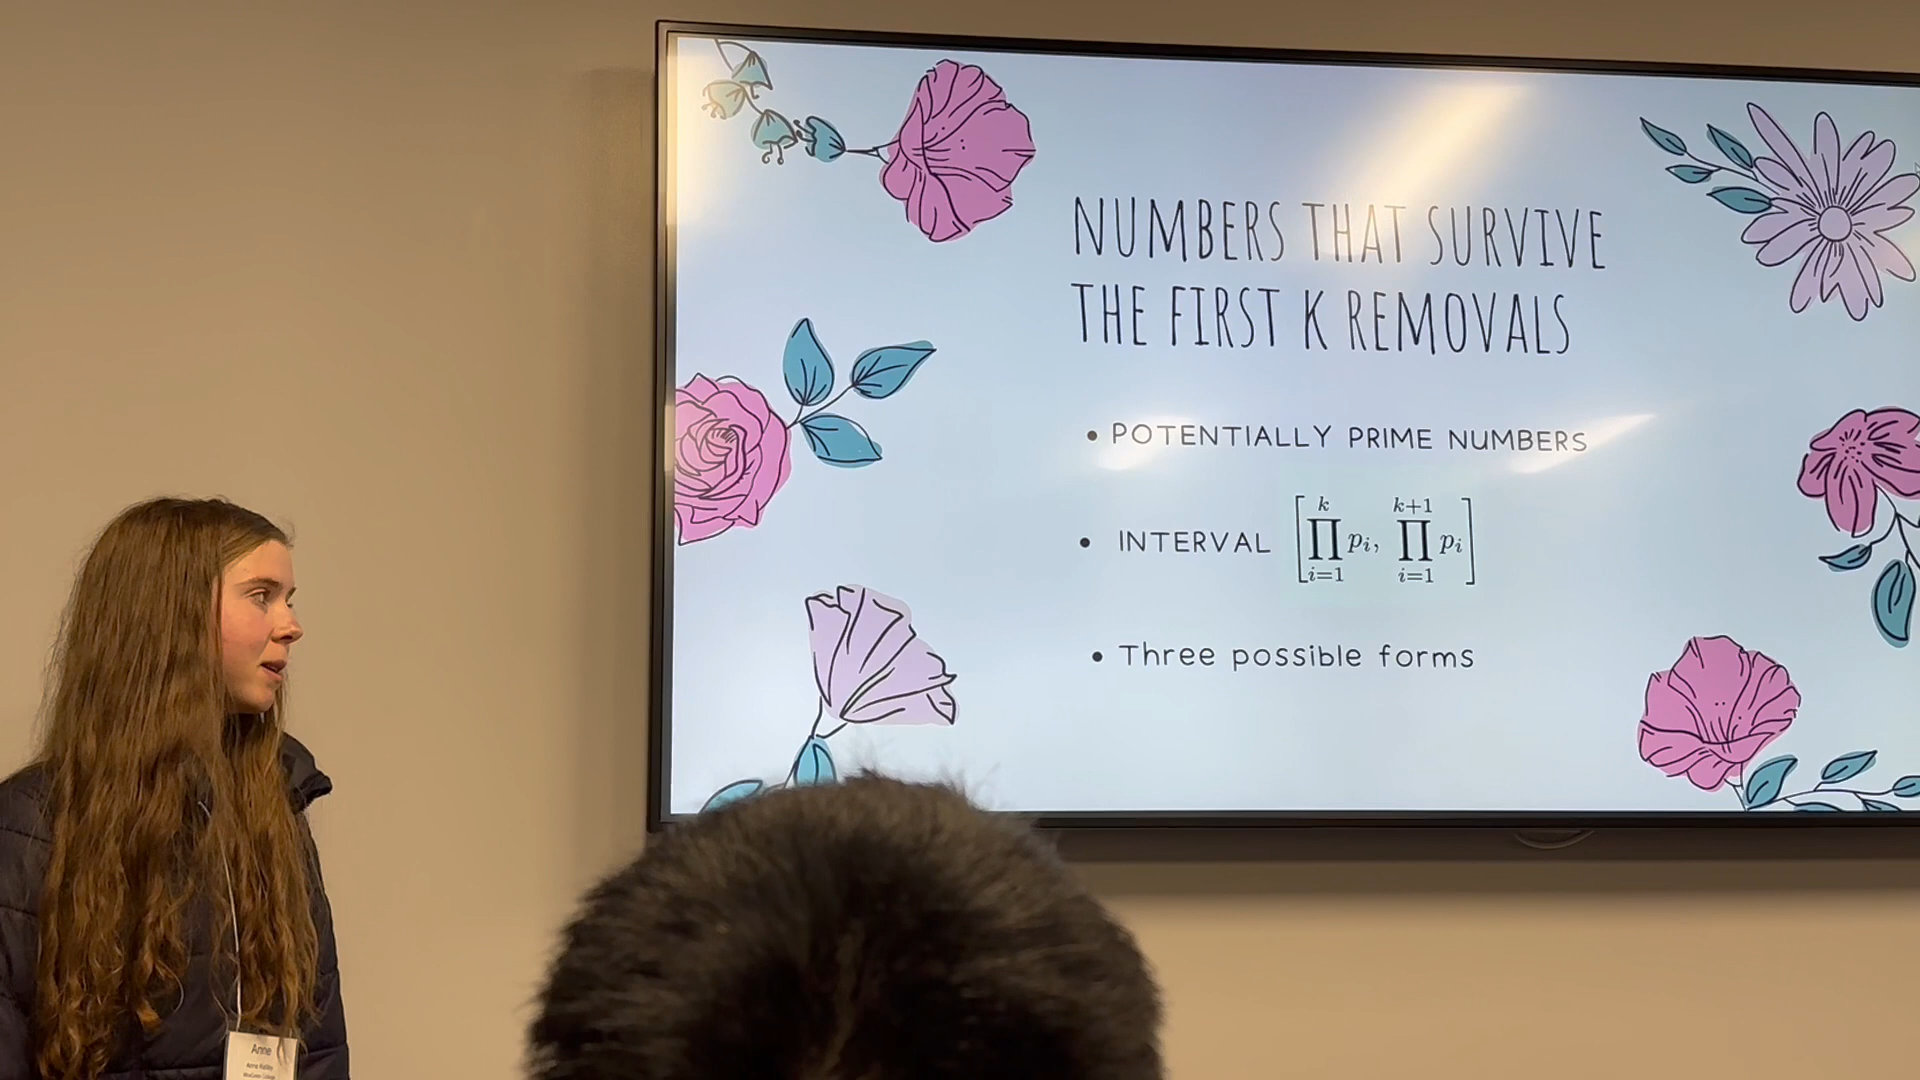 NUMBERS THAT SURVIVE
THE FIRST K REMOVALS
• POTENTIALLY PRIME NUMBERS
• INTERVAL [∏_{i=1}^{k} p_i, ∏_{i=1}^{k+1} p_i]
• Three possible forms
Anne
Anne